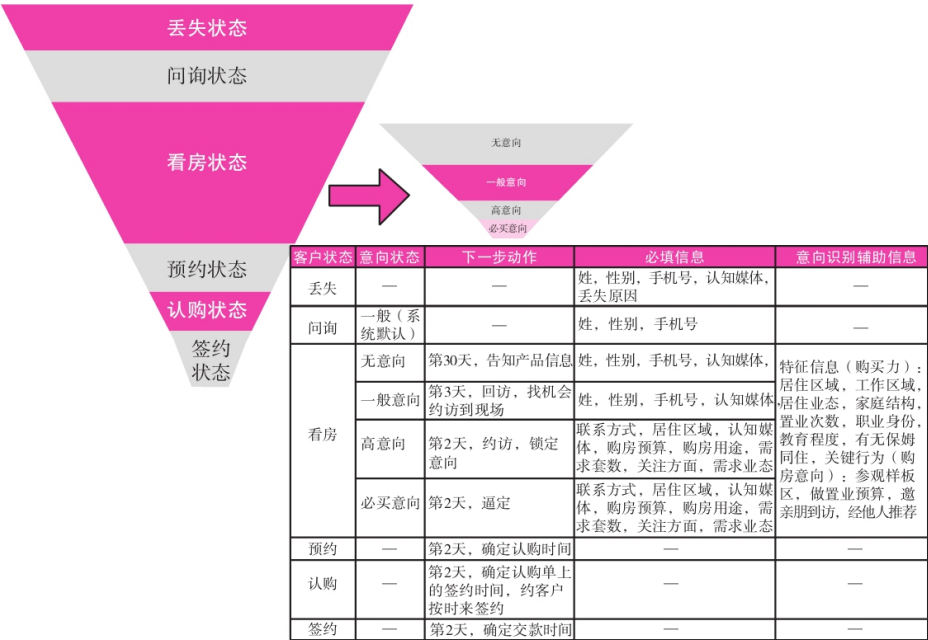 丢失状态
问询状态
看房状态
预约状态
认购状态
签约
状态
无意向
一般意向
高意向
必买意向
客户状态 意向状态 下一步动作 必填信息 意向识别辅助信息
丢失 — — 姓，性别，手机号，认知媒体，
丢失原因 —
问询 一般（系
统默认） — 姓，性别，手机号 —
看房
无意向 第30天，告知产品信息 姓，性别，手机号，认知媒体，
一般意向 第3天，回访，找机会
约访到现场 姓，性别，手机号，认知媒体
高意向 第2天，约访，锁定
意向 联系方式，居住区域，认知媒
体，购房预算，购房用途，需
求套数，关注方面，需求业态
必买意向 第2天，逼定 联系方式，居住区域，认知媒
体，购房预算，购房用途，需
求套数，关注方面，需求业态
特征信息（购买力）：
居住区域，工作区域，
居住业态，家庭结构，
置业次数，职业身份，
教育程度，有无保姆
同住，关键行为（购
房意向）：参观样板
区，做置业预算，邀
亲朋到访，经他人推荐
预约 — 第2天，确定认购时间 — —
认购 — 第2天，确定认购单上
的签约时间，约客户
按时来签约 — —
签约 — 第2天，确定交款时间 — —